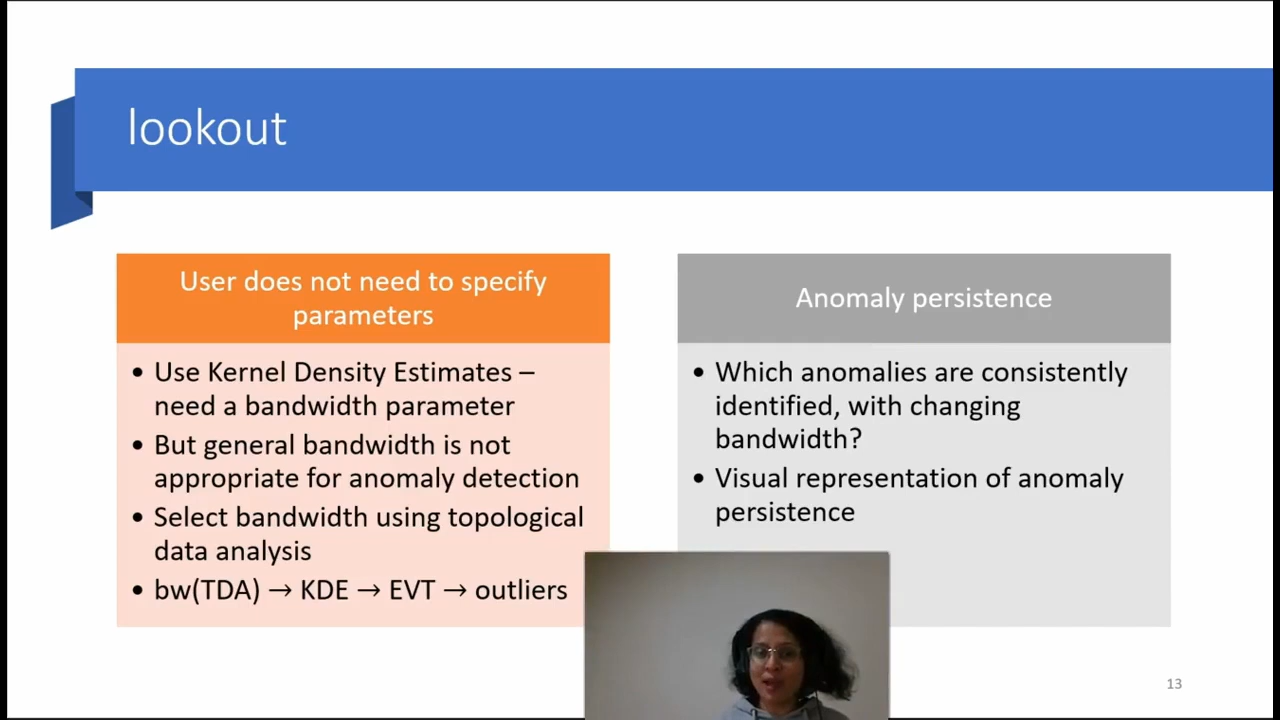 lookout
User does not need to specify
parameters
• Use Kernel Density Estimates –
need a bandwidth parameter
• But general bandwidth is not
appropriate for anomaly detection
• Select bandwidth using topological
data analysis
• bw(TDA) → KDE → EVT → outliers
Anomaly persistence
• Which anomalies are consistently
identified, with changing
bandwidth?
• Visual representation of anomaly
persistence
13